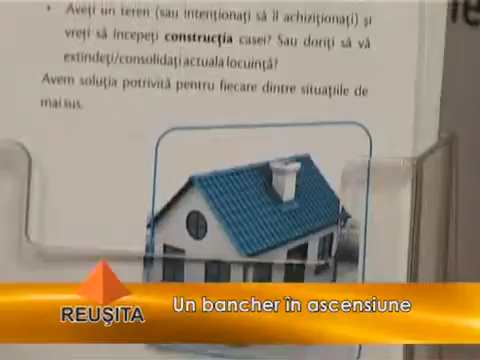 • Aveți un teren (sau intenționați să îl achiziționați) și
vreți să începeți construcția casei? Sau doriți să vă
extindeți/consolidați actuala locuință?
Avem soluția potrivită pentru fiecare dintre situațiile de
mai sus.
REUŞITA
Un bancher în ascensiune